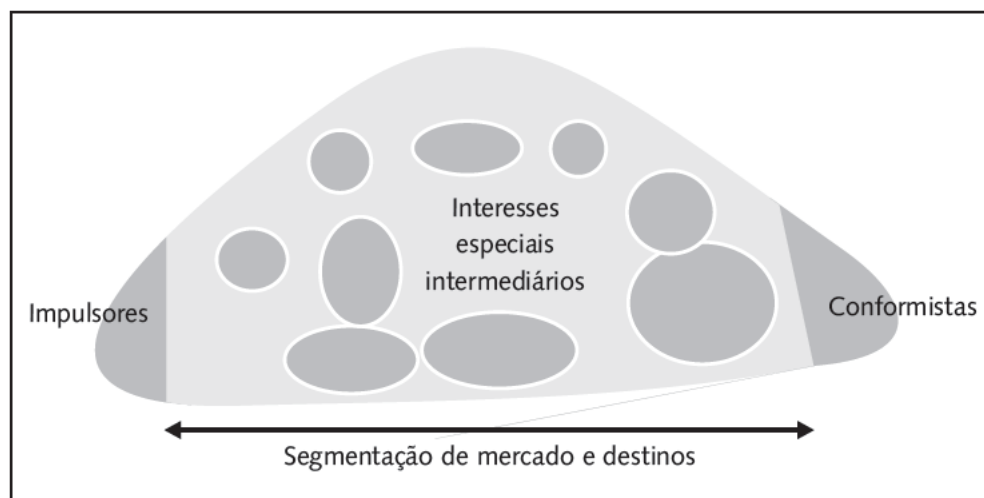 Interesses
especiais
intermediários
Impulsores
Conformistas
Segmentação de mercado e destinos